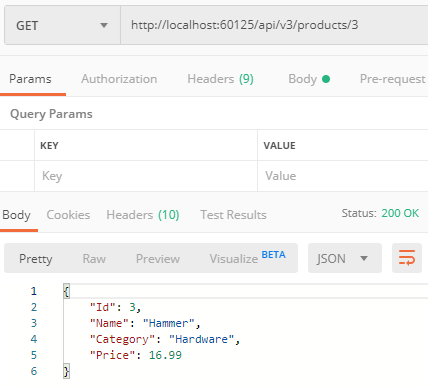 GET http://localhost:60125/api/v3/products/3
Params Authorization Headers (9) Body Pre-request
Query Params
KEY VALUE
Key Value
Body Cookies Headers (10) Test Results Status: 200 OK
Pretty Raw Preview Visualize BETA JSON
1 {
2 "Id": 3,
3 "Name": "Hammer",
4 "Category": "Hardware",
5 "Price": 16.99
6 }